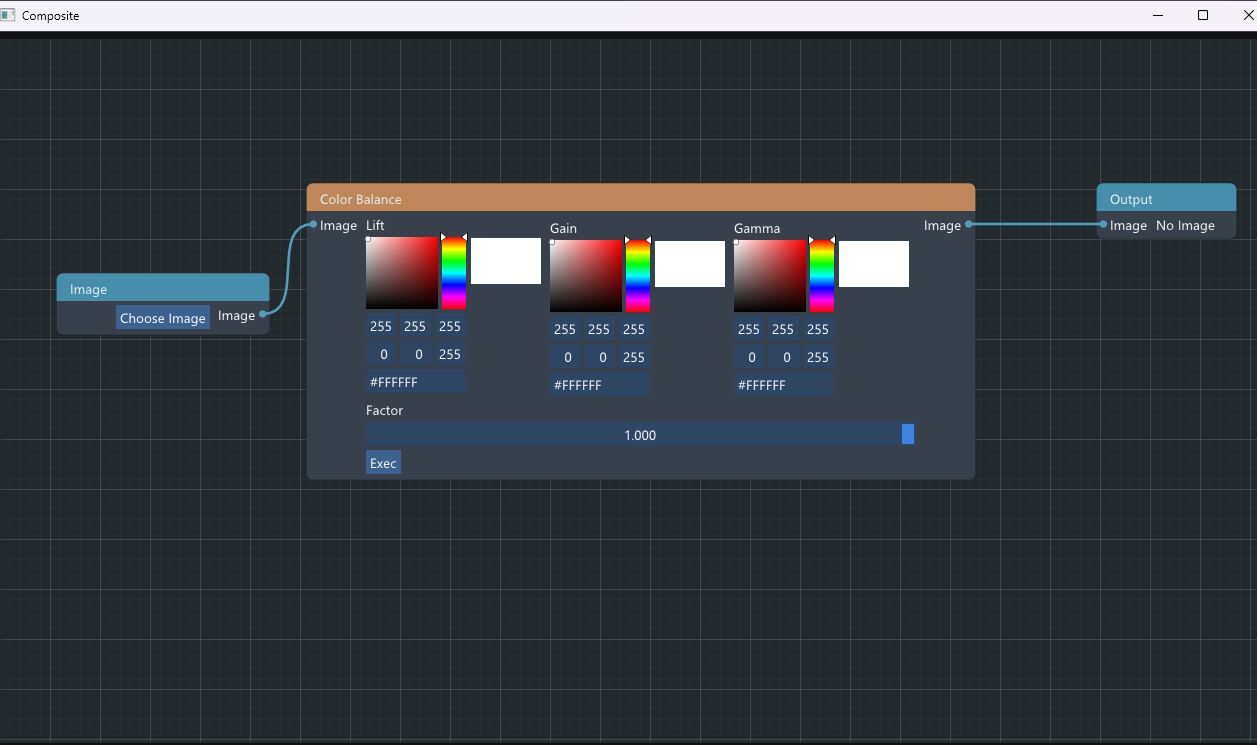 Composite
Image
Choose Image Image
Color Balance
Image Lift Gain Gamma Image
255 255 255 255 255 255 255 255 255
0 0 255 0 0 255 0 0 255
#FFFFFF #FFFFFF #FFFFFF
Factor
1.000
Exec
Output
Image No Image